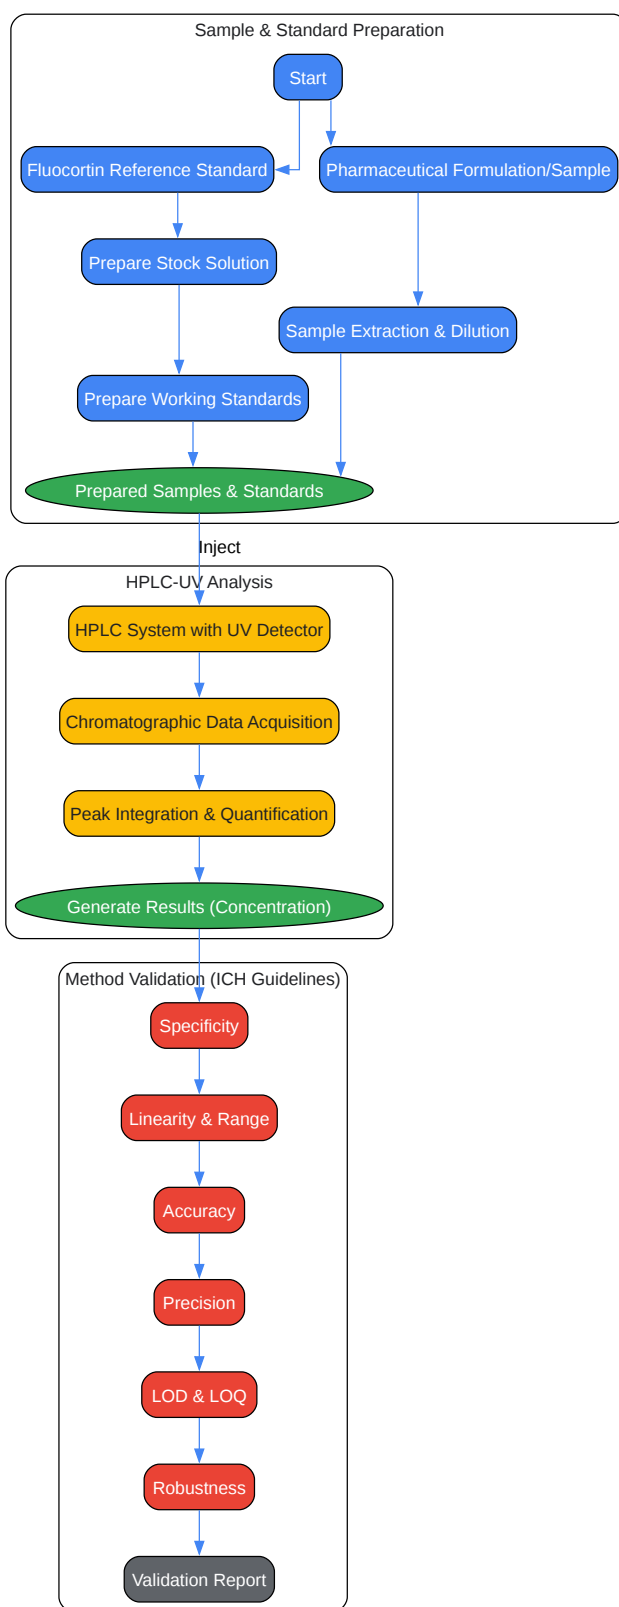 Sample & Standard Preparation
Start
Fluocortin Reference Standard
Pharmaceutical Formulation/Sample
Prepare Stock Solution
Sample Extraction & Dilution
Prepare Working Standards
Prepared Samples & Standards
Inject
HPLC-UV Analysis
HPLC System with UV Detector
Chromatographic Data Acquisition
Peak Integration & Quantification
Generate Results (Concentration)
Method Validation (ICH Guidelines)
Specificity
Linearity & Range
Accuracy
Precision
LOD & LOQ
Robustness
Validation Report